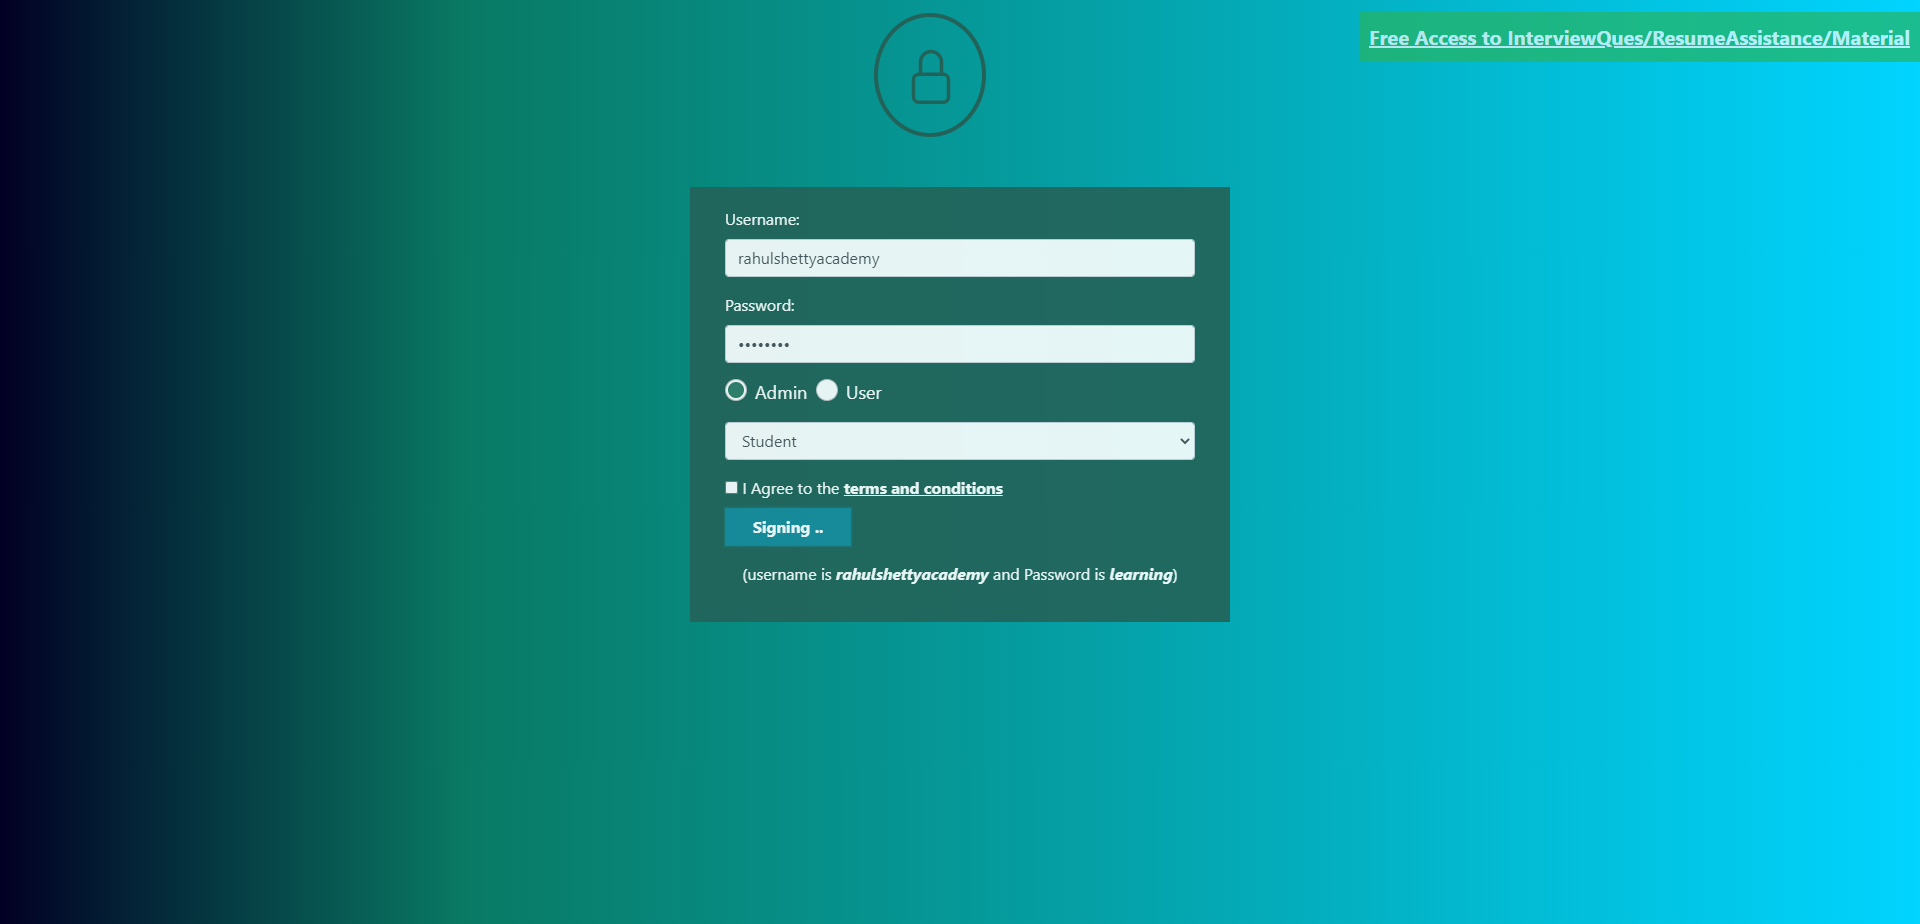 Free Access to InterviewQues/ResumeAssistance/Material
Username:
rahulshettyacademy
Password:
••••••••
Admin User
Student
I Agree to the terms and conditions
Signing ..
(username is rahulshettyacademy and Password is learning)